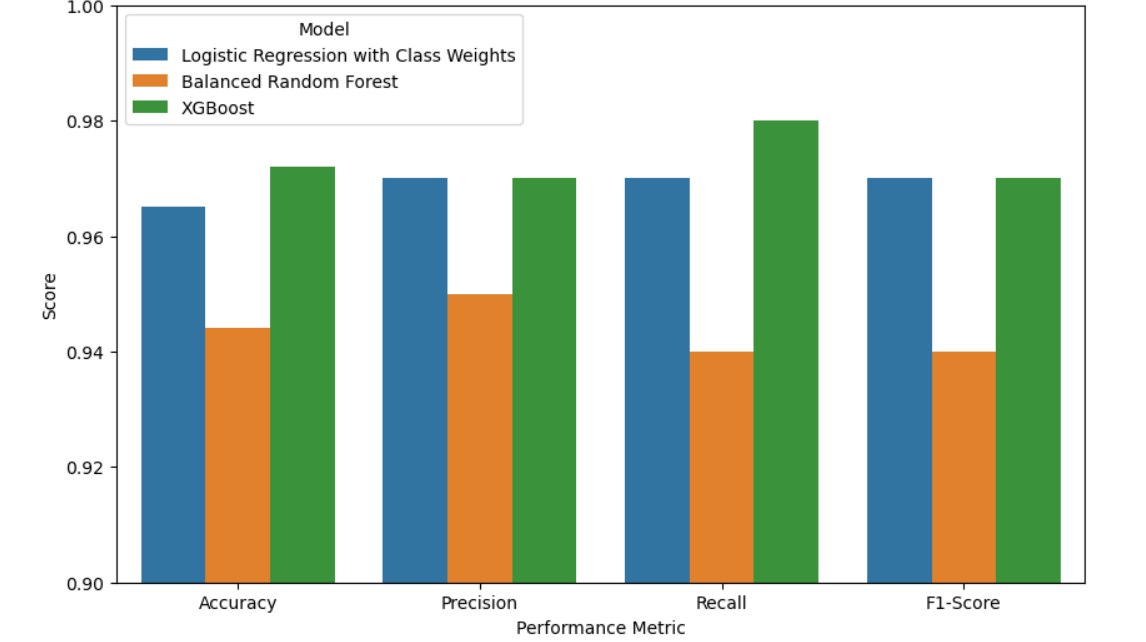 Model
Logistic Regression with Class Weights
Balanced Random Forest
XGBoost
1.00
0.98
0.96
0.94
0.92
0.90
Score
Accuracy
Precision
Recall
F1-Score
Performance Metric